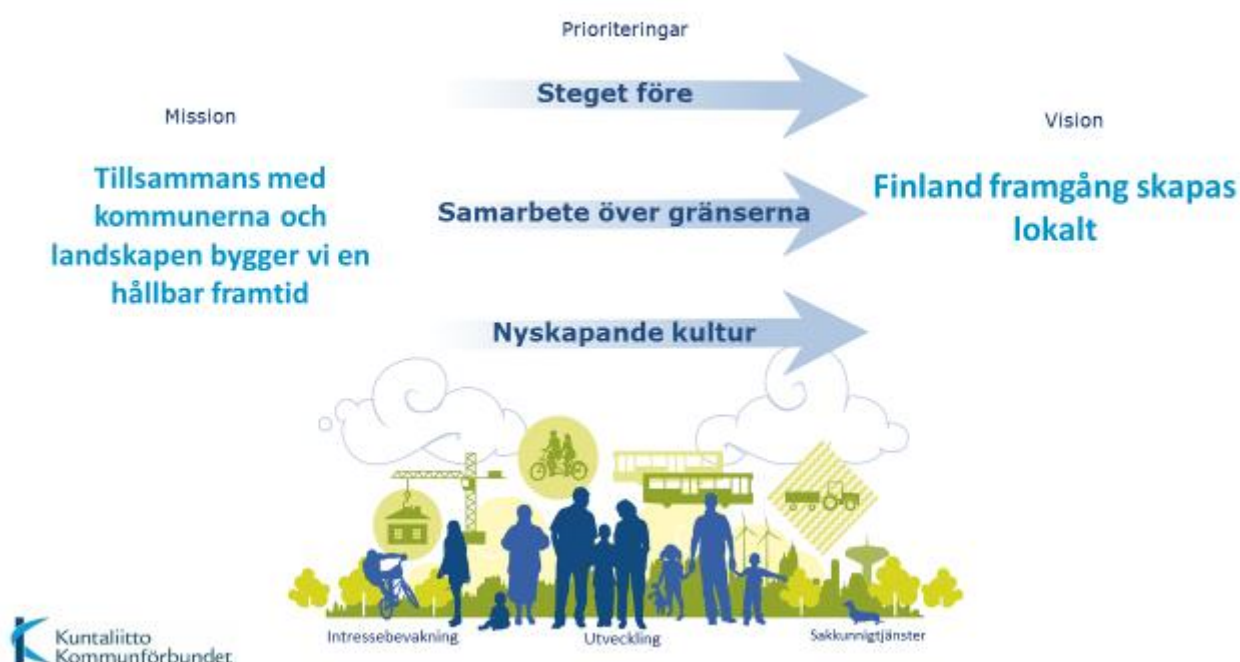 Prioriteringar
Steget före
Mission
Vision
Tillsammans med
kommunerna och
landskapen bygger vi en
hållbar framtid
Samarbete över gränserna
Finland framgång skapas
lokalt
Nyskapande kultur
Intressebevakning
Utveckling
Sakkunnigtjänster
Kuntaliitto
Kommunförbundet